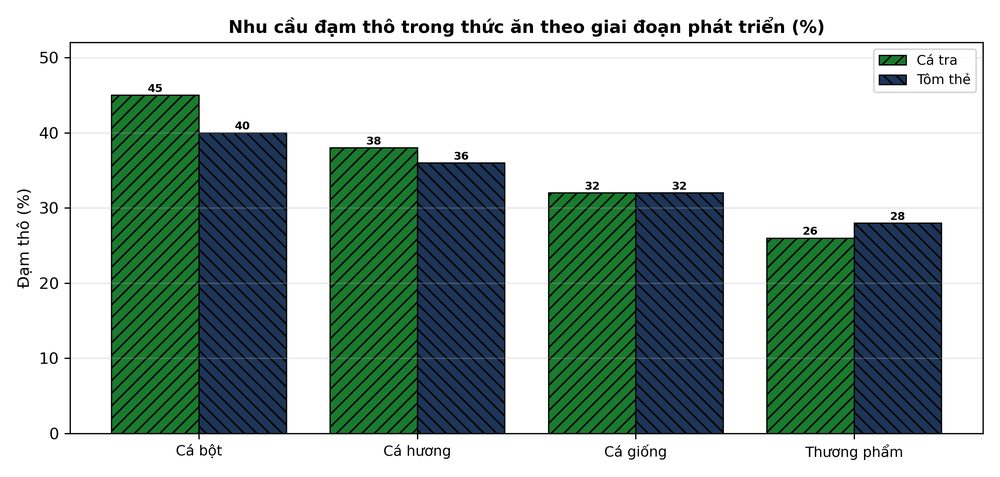 Nhu cầu đạm thô trong thức ăn theo giai đoạn phát triển (%)
Cá tra
Tôm thẻ
Đạm thô (%)
50
40
30
20
10
0
45
40
38
36
32
32
26
28
Cá bột
Cá hương
Cá giống
Thương phẩm